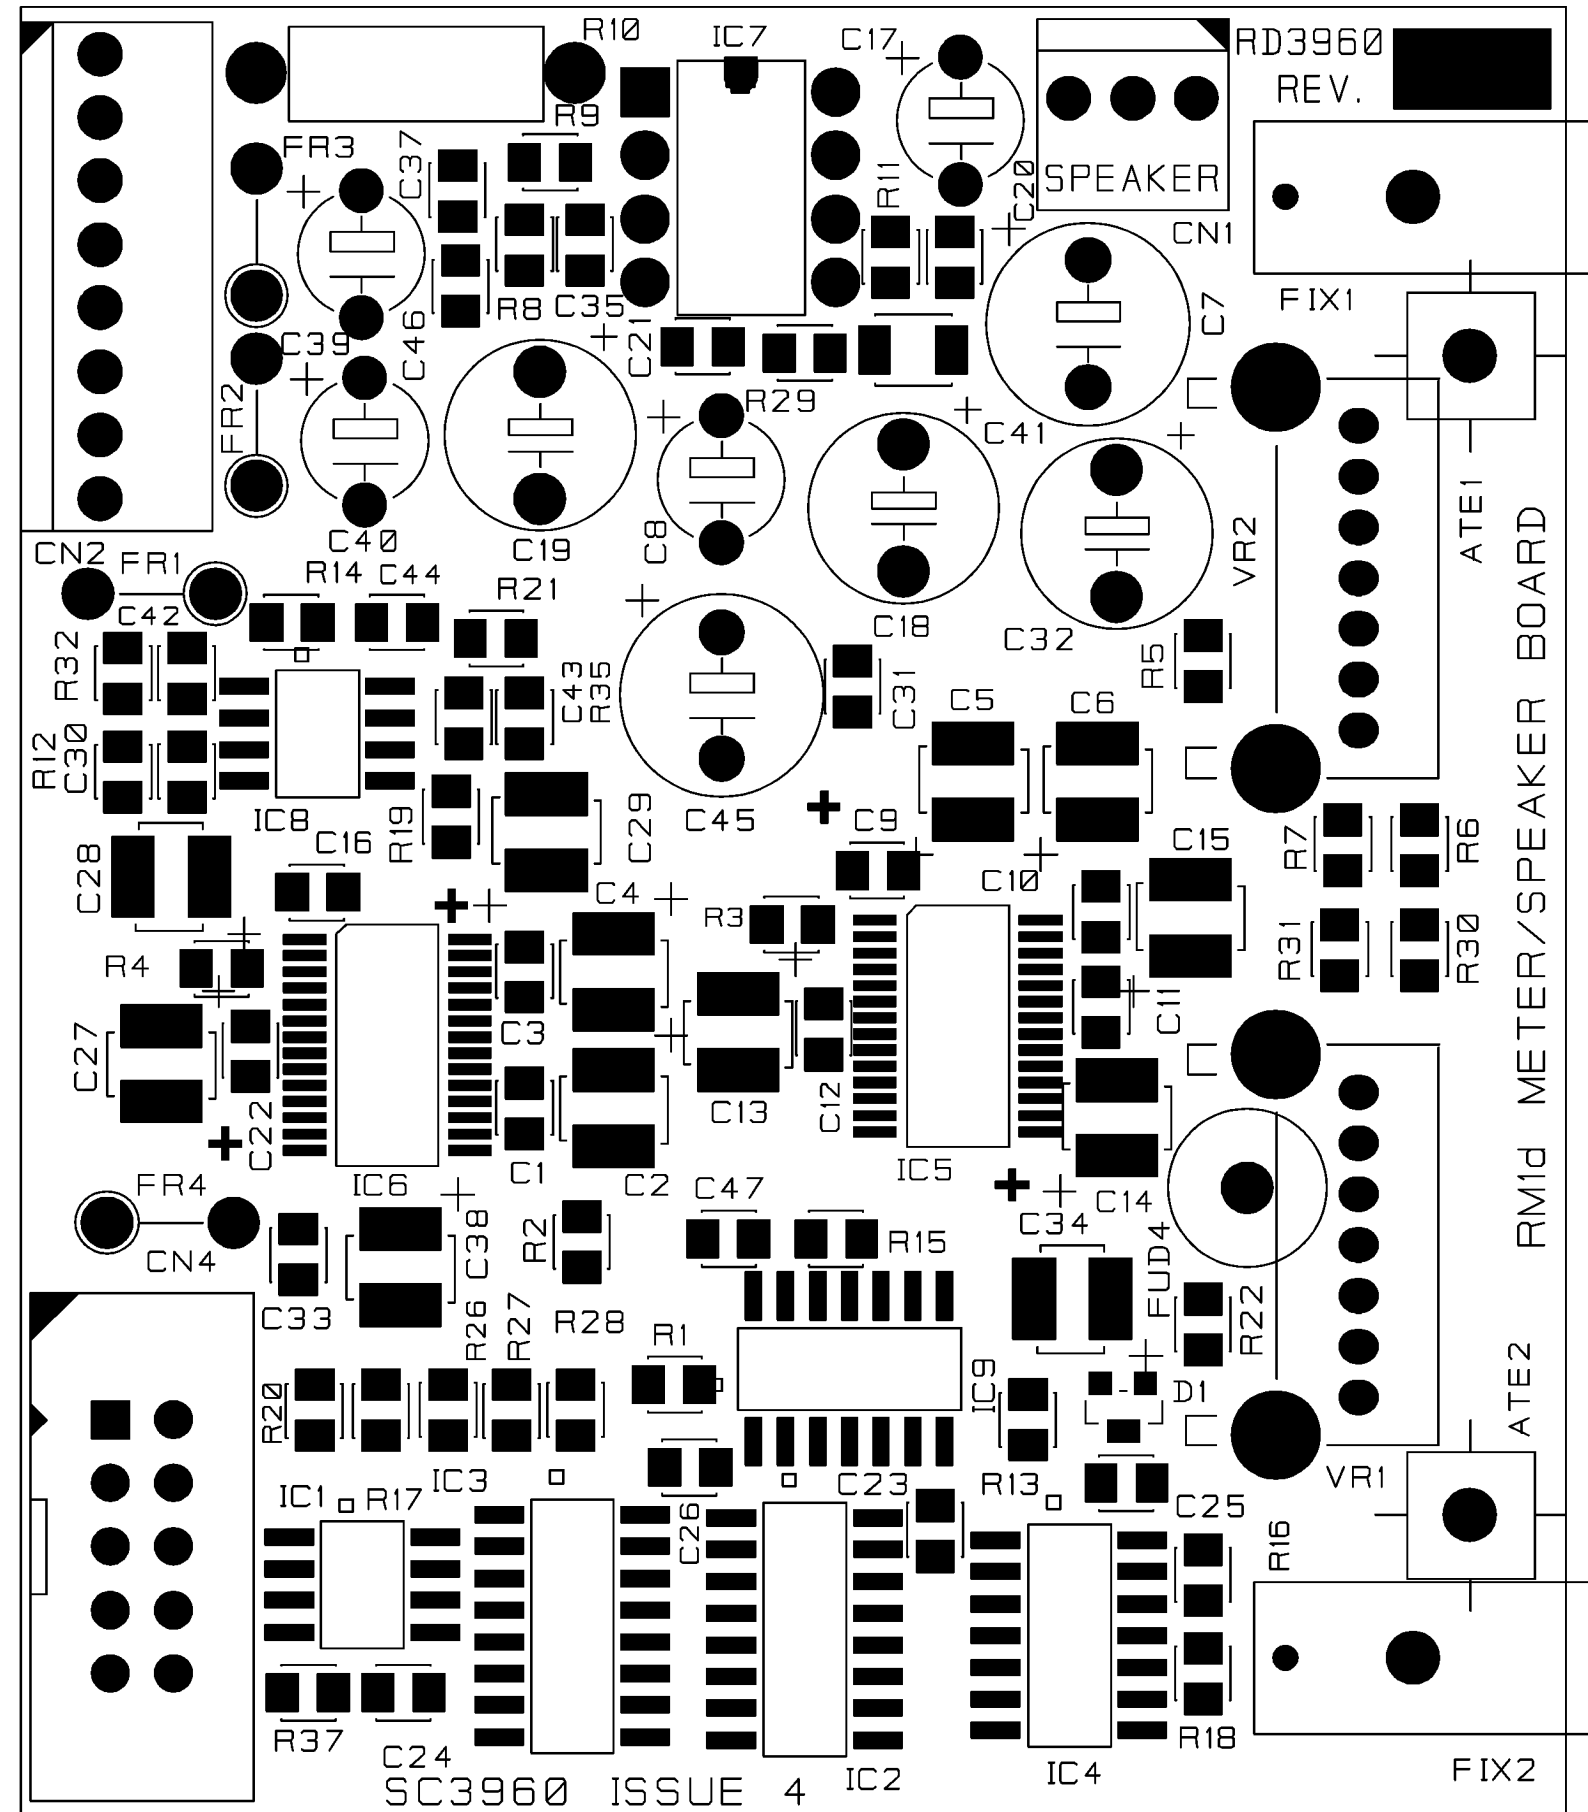 R10
IC7
C17
RD3960
REV.
FR3
C37
R9
R11
C20
SPEAKER
CN1
FIX1
R8
C35
C39
C46
C21
R29
C7
FR2
C41
ATE1
VR2
C40
C19
C8
C18
C32
CN2
FR1
R14
C44
R21
C42
R32
C43
R35
C31
R5
C5
C6
R12
C30
IC8
R19
C29
C45
C9
C10
C15
R7
R6
C16
C28
C4
R3
R31
R30
R4
C3
C11
C27
C22
C13
C12
C1
C2
IC5
C14
FR4
IC6
C47
C34
RM1d METER/SPEAKER BOARD
CN4
C33
C38
R2
R15
FUD4
R22
R26
R27
R28
R1
IC9
D1
ATE2
R20
IC3
IC1
R17
C26
C23
R13
C25
VR1
R16
R37
C24
IC2
IC4
R18
FIX2
SC3960 ISSUE 4